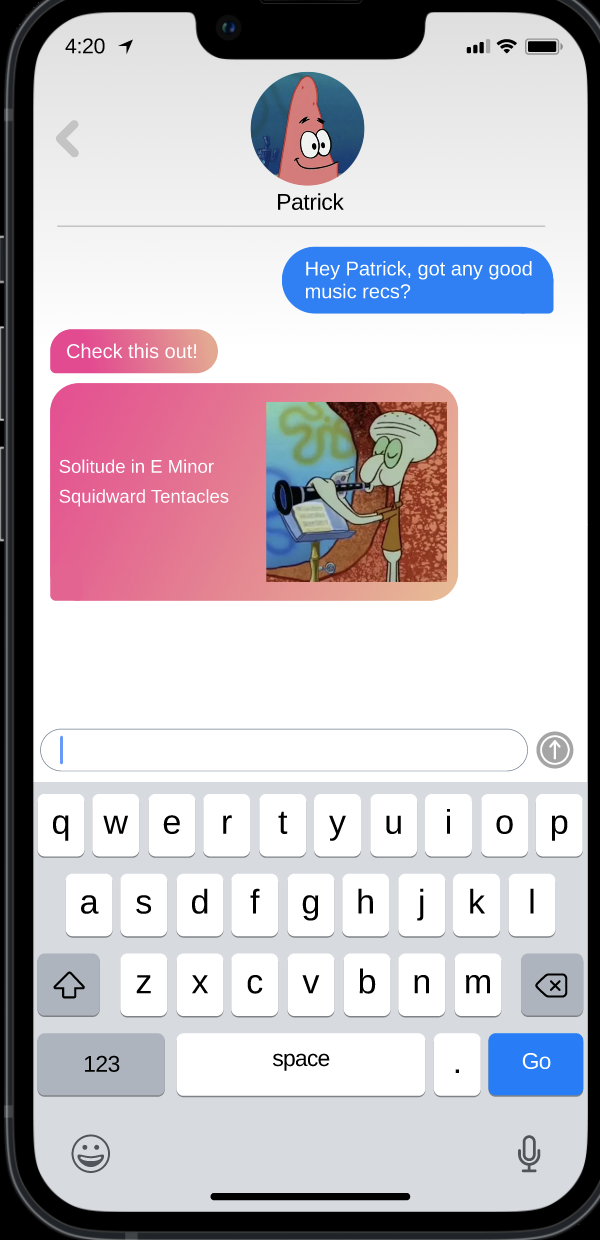 4:20
Patrick
Hey Patrick, got any good
music recs?
Check this out!
Solitude in E Minor
Squidward Tentacles
q w e r t y u i o p
a s d f g h j k l
z x c v b n m
123 space . Go